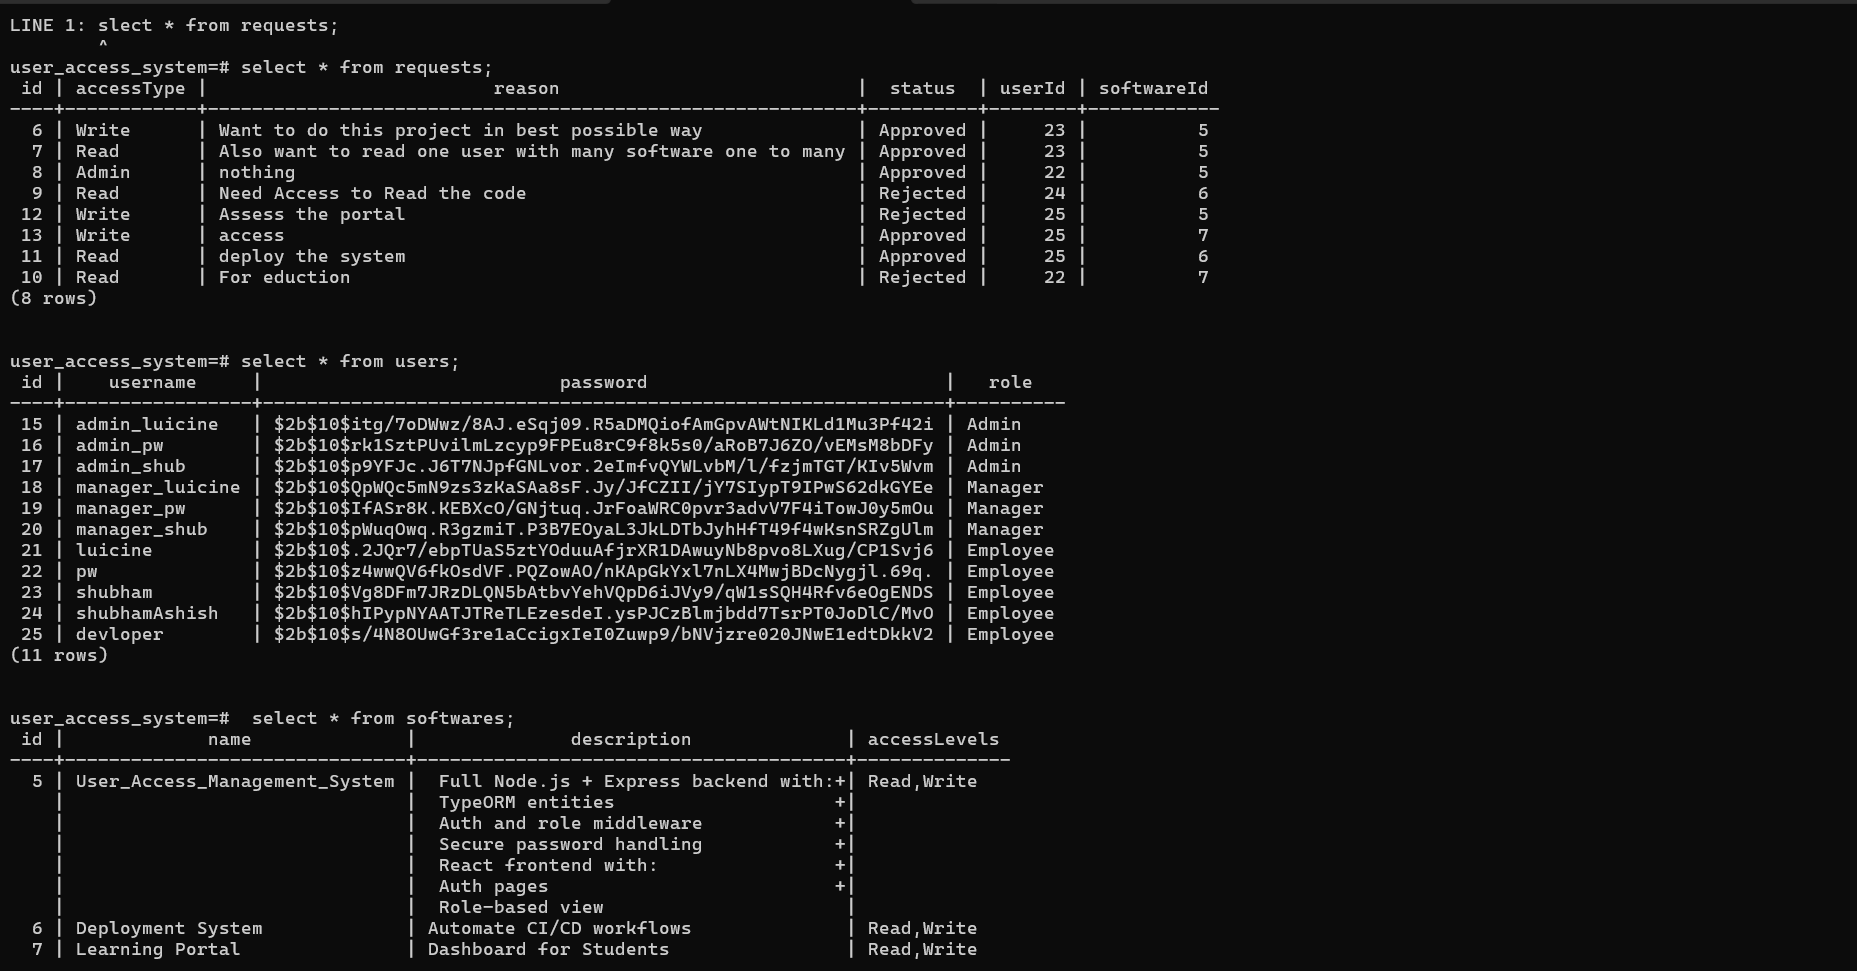 LINE 1: slect * from requests;
^
user_access_system=# select * from requests;
id | accessType | reason | status | userId | softwareId
----+------------+------------------------------------------------------------+----------+--------+------------
6 | Write | Want to do this project in best possible way | Approved | 23 | 5
7 | Read | Also want to read one user with many software one to many | Approved | 23 | 5
8 | Admin | nothing | Approved | 22 | 5
9 | Read | Need Access to Read the code | Rejected | 24 | 6
12 | Write | Assess the portal | Rejected | 25 | 5
13 | Write | access | Approved | 25 | 7
11 | Read | deploy the system | Approved | 25 | 6
10 | Read | For eduction | Rejected | 22 | 7
(8 rows)
user_access_system=# select * from users;
id | username | password | role
----+-----------------+--------------------------------------------------------------+----------
15 | admin_luicine | $2b$10$itg/7oDWwz/8AJ.eSqj09.R5aDMQiofAmGpvAWtNIKLd1Mu3Pf42i | Admin
16 | admin_pw | $2b$10$rk1SztPUvilmLzcyp9FPEu8rC9f8k5s0/aRoB7J6ZO/vEMsM8bDFy | Admin
17 | admin_shub | $2b$10$p9YFJc.J6T7NJpfGNLvor.2eImfvQYWLvbM/l/fzjmTGT/KIv5Wvm | Admin
18 | manager_luicine | $2b$10$QpWQc5mN9zs3zKaSAa8sF.Jy/JfCZII/jY7SIypT9IPwS62dkGYEe | Manager
19 | manager_pw | $2b$10$IfASr8K.KEBXcO/GNjtuq.JrFoaWRC0pvr3advV7F4iTowJ0y5mOu | Manager
20 | manager_shub | $2b$10$pWuqOwq.R3gzmiT.P3B7EOyaL3JkLDTbJyhHfT49f4wKsnSRZgUlm | Manager
21 | luicine | $2b$10$.2JQr7/ebpTUaS5ztYOduuAfjrXR1DAwuyNb8pvo8LXug/CP1Svj6 | Employee
22 | pw | $2b$10$z4wwQV6fkOsdVF.PQZowAO/nKApGkYxl7nLX4MwjBDcNygjl.69q. | Employee
23 | shubham | $2b$10$Vg8DFm7JRzDLQN5bAtbvYehVQpD6iJVy9/qW1sSQH4Rfv6eOgENDS | Employee
24 | shubhamAshish | $2b$10$hIPypNYAATJTReTLEzesdeI.ysPJCzBlmjbdd7TsrPT0JoDlC/MvO | Employee
25 | devloper | $2b$10$s/4N8OUwGf3re1aCcigxIeI0Zuwp9/bNVjzre020JNwE1edtDkkV2 | Employee
(11 rows)
user_access_system=#  select * from softwares;
id | name | description | accessLevels
----+-------------------------------+---------------------------------------+--------------
5 | User_Access_Management_System | Full Node.js + Express backend with:+| Read,Write
| | TypeORM entities +|
| | Auth and role middleware +|
| | Secure password handling +|
| | React frontend with: +|
| | Auth pages +|
| | Role-based view |
6 | Deployment System | Automate CI/CD workflows | Read,Write
7 | Learning Portal | Dashboard for Students | Read,Write